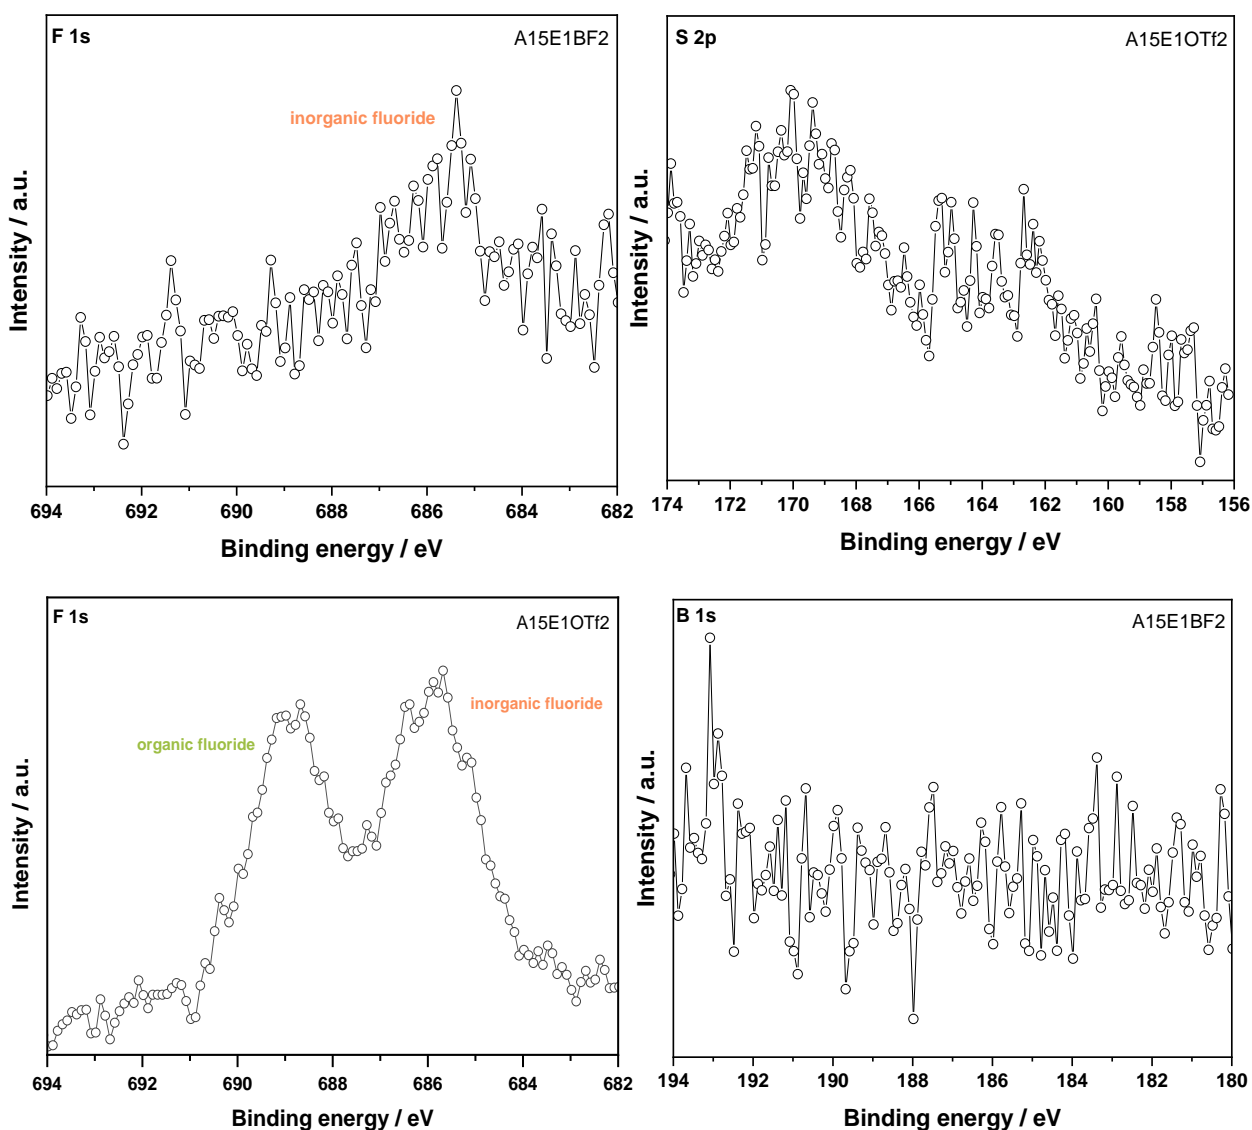 F 1s
A15E1BF2
inorganic fluoride
Intensity / a.u.
694 692 690 688 686 684 682
Binding energy / eV
S 2p
A15E1OTf2
Intensity / a.u.
174 172 170 168 166 164 162 160 158 156
Binding energy / eV
F 1s
A15E1OTf2
organic fluoride
inorganic fluoride
Intensity / a.u.
694 692 690 688 686 684 682
Binding energy / eV
B 1s
A15E1BF2
Intensity / a.u.
194 192 190 188 186 184 182 180
Binding energy / eV